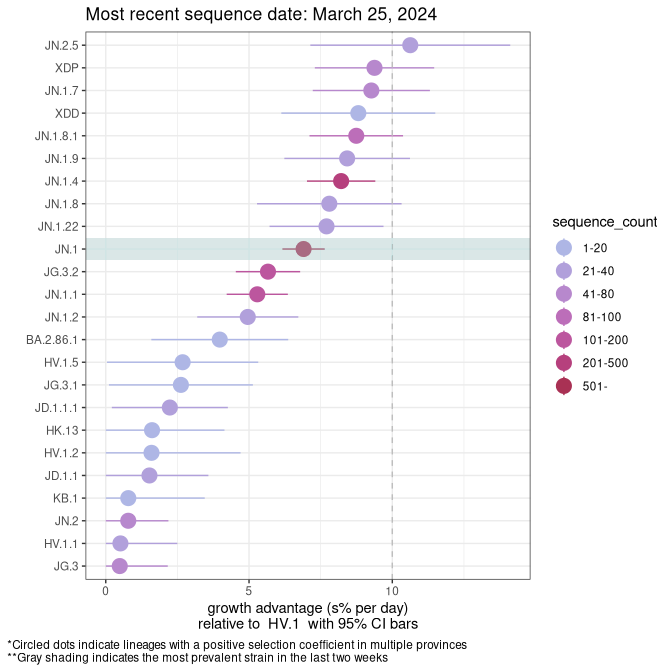 Most recent sequence date: March 25, 2024
JN.2.5
XDP
JN.1.7
XDD
JN.1.8.1
JN.1.9
JN.1.4
JN.1.8
JN.1.22
JN.1
JG.3.2
JN.1.1
JN.1.2
BA.2.86.1
HV.1.5
JG.3.1
JD.1.1.1
HK.13
HV.1.2
JD.1.1
KB.1
JN.2
HV.1.1
JG.3
0 5 10
growth advantage (s% per day)
relative to HV.1 with 95% CI bars
sequence_count
1-20
21-40
41-80
81-100
101-200
201-500
501-
*Circled dots indicate lineages with a positive selection coefficient in multiple provinces
**Gray shading indicates the most prevalent strain in the last two weeks